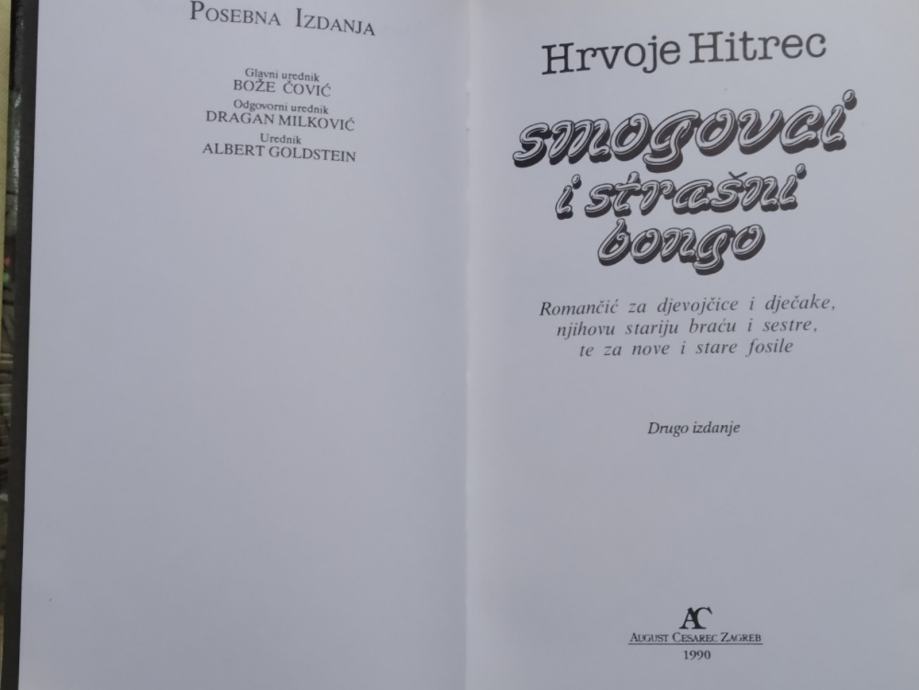 POSEBNA IZDANJA
Glavni urednik
BOŽE ČOVIĆ
Odgovorni urednik
DRAGAN MILKOVIĆ
Urednik
ALBERT GOLDSTEIN
Hrvoje Hitrec
smogovci
i strašni
bongo
Romančić za djevojčice i dječake,
njihovu stariju braću i sestre,
te za nove i stare fosile
Drugo izdanje
AC
AUGUST CESAREC ZAGREB
1990